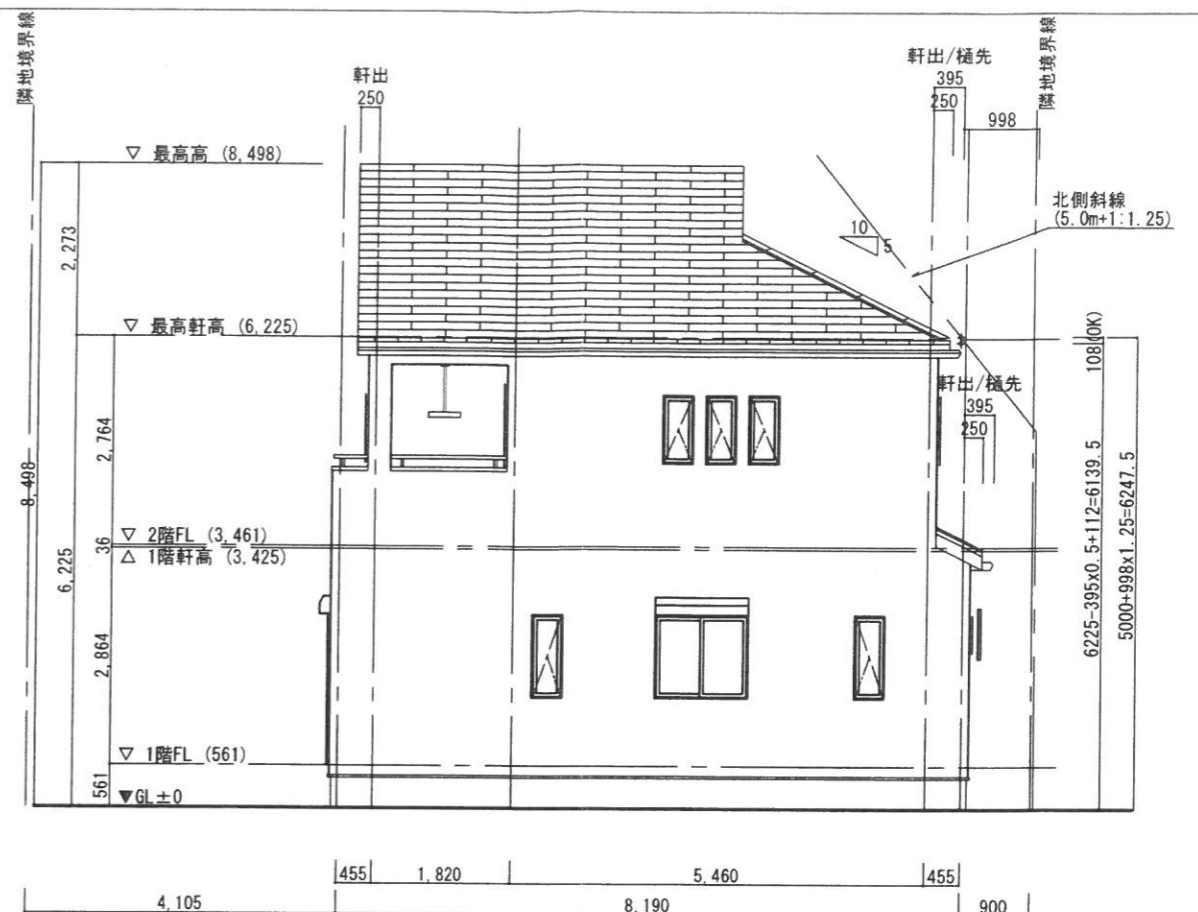 隣地境界線
軒出
250
軒出/樋先
395
250
隣地境界線
998
▽ 最高高 (8,498)
北側斜線
(5.0m+1:1.25)
10
5
2,273
▽ 最高軒高 (6,225)
108(OK)
軒出/樋先
395
250
2,764
8,498
6,225
▽ 2階FL (3,461)
36
△ 1階軒高 (3,425)
6225-395x0.5+112=6139.5
5000+998x1.25=6247.5
2,864
▽ 1階FL (561)
561
▼GL±0
455
1,820
5,460
455
4,105
8,190
900